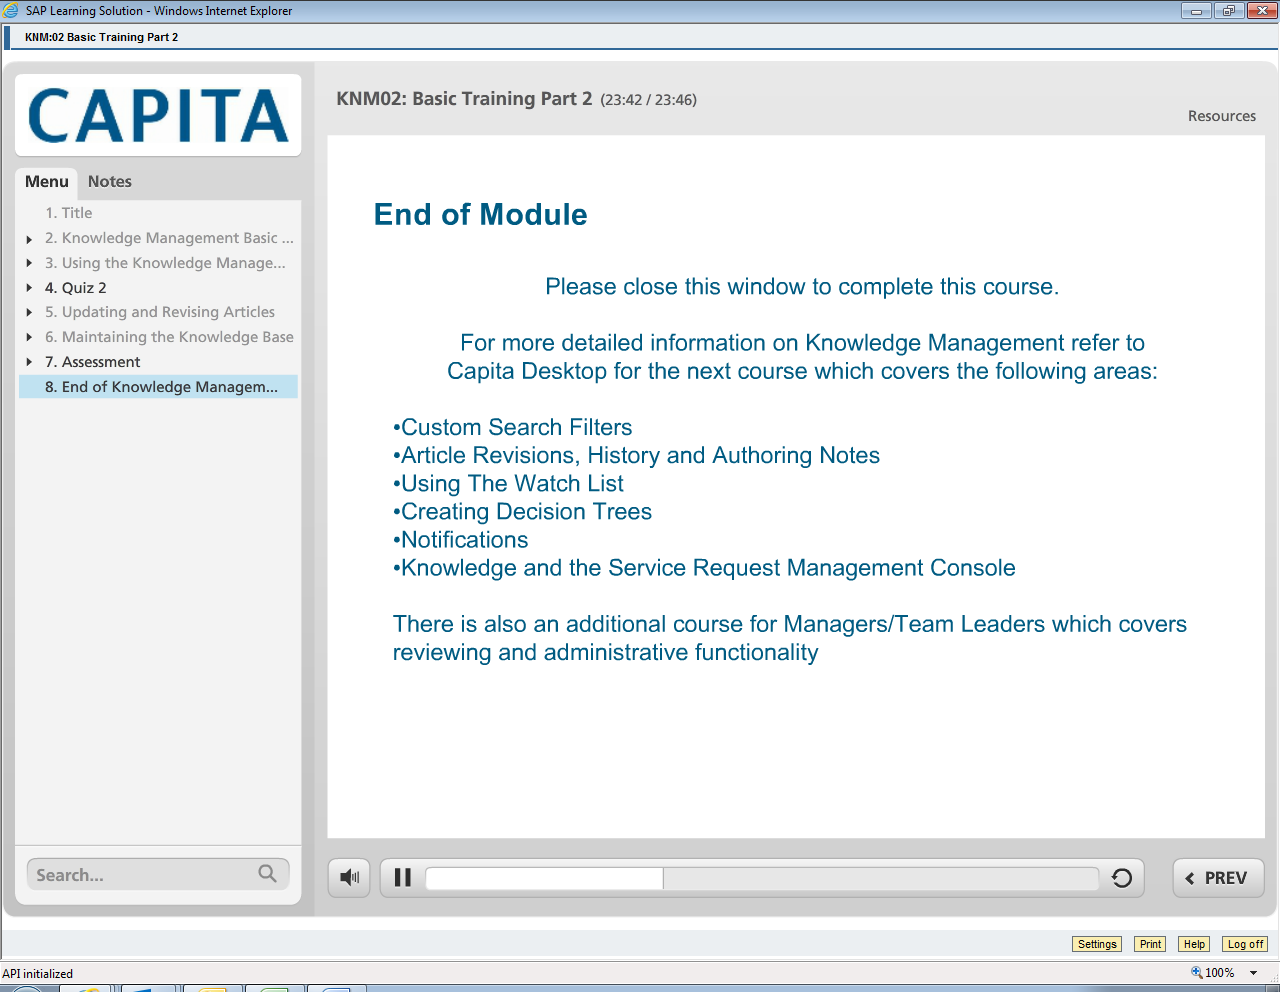 SAP Learning Solution - Windows Internet Explorer
KNM:02 Basic Training Part 2
CAPITA
KNM02: Basic Training Part 2 (23:42 / 23:46)
Resources
Menu Notes
1. Title
2. Knowledge Management Basic ...
3. Using the Knowledge Manage...
4. Quiz 2
5. Updating and Revising Articles
6. Maintaining the Knowledge Base
7. Assessment
8. End of Knowledge Managem...
End of Module
Please close this window to complete this course.
For more detailed information on Knowledge Management refer to
Capita Desktop for the next course which covers the following areas:
•Custom Search Filters
•Article Revisions, History and Authoring Notes
•Using The Watch List
•Creating Decision Trees
•Notifications
•Knowledge and the Service Request Management Console
There is also an additional course for Managers/Team Leaders which covers
reviewing and administrative functionality
Search...
PREV
Settings Print Help Log off
API initialized
100%